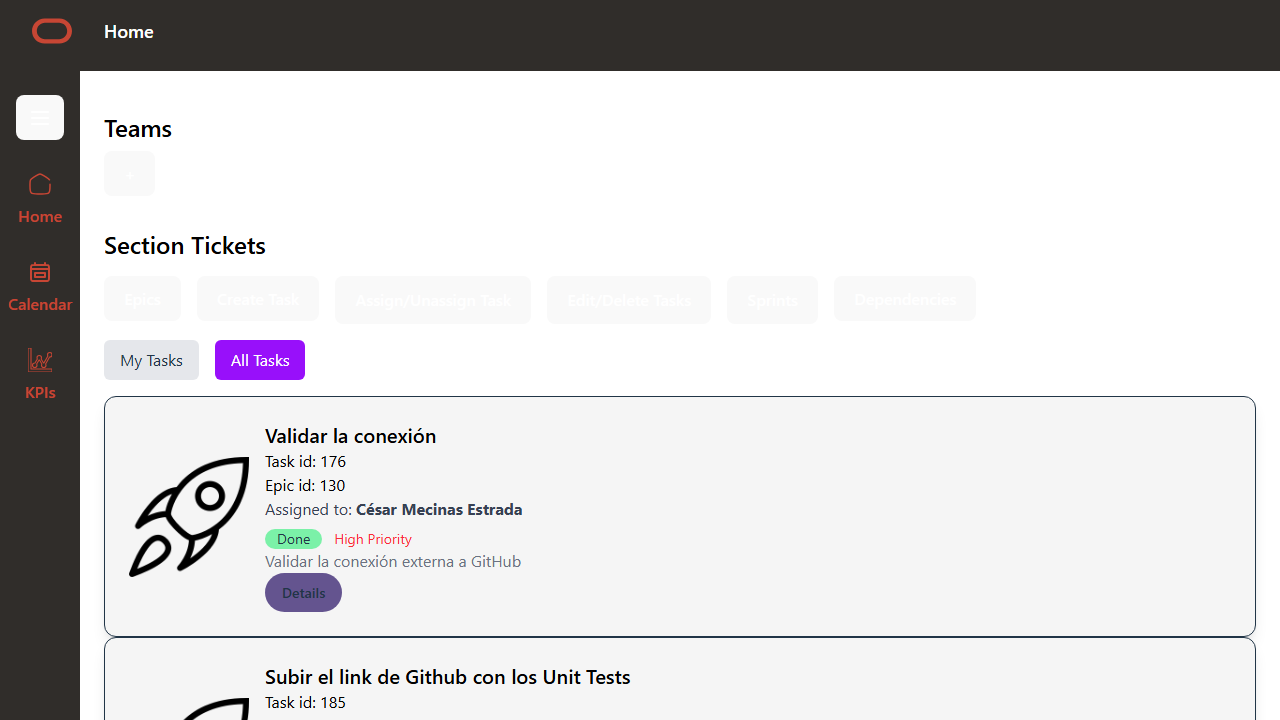 Home
Home
Calendar
KPIs
Teams
+
Section Tickets
Epics Create Task Assign/Unassign Task Edit/Delete Tasks Sprints Dependencies
My Tasks All Tasks
Validar la conexión
Task id: 176
Epic id: 130
Assigned to: César Mecinas Estrada
Done High Priority
Validar la conexión externa a GitHub
Details
Subir el link de Github con los Unit Tests
Task id: 185